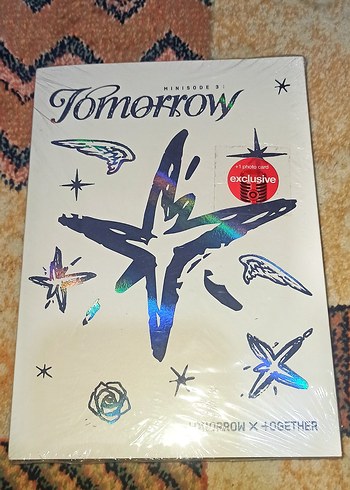 MINISODE 3:
Tomorrow
+1 photo card
exclusive
TOMORROW X TOGETHER